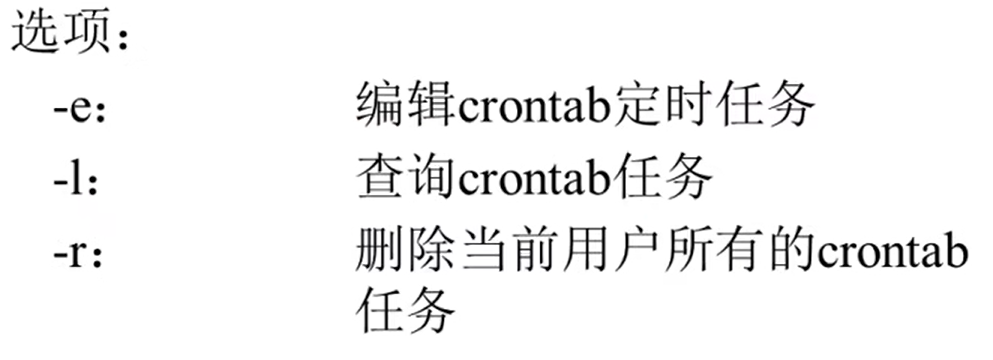 选项：
-e： 编辑crontab定时任务
-l： 查询crontab任务
-r： 删除当前用户所有的crontab
任务